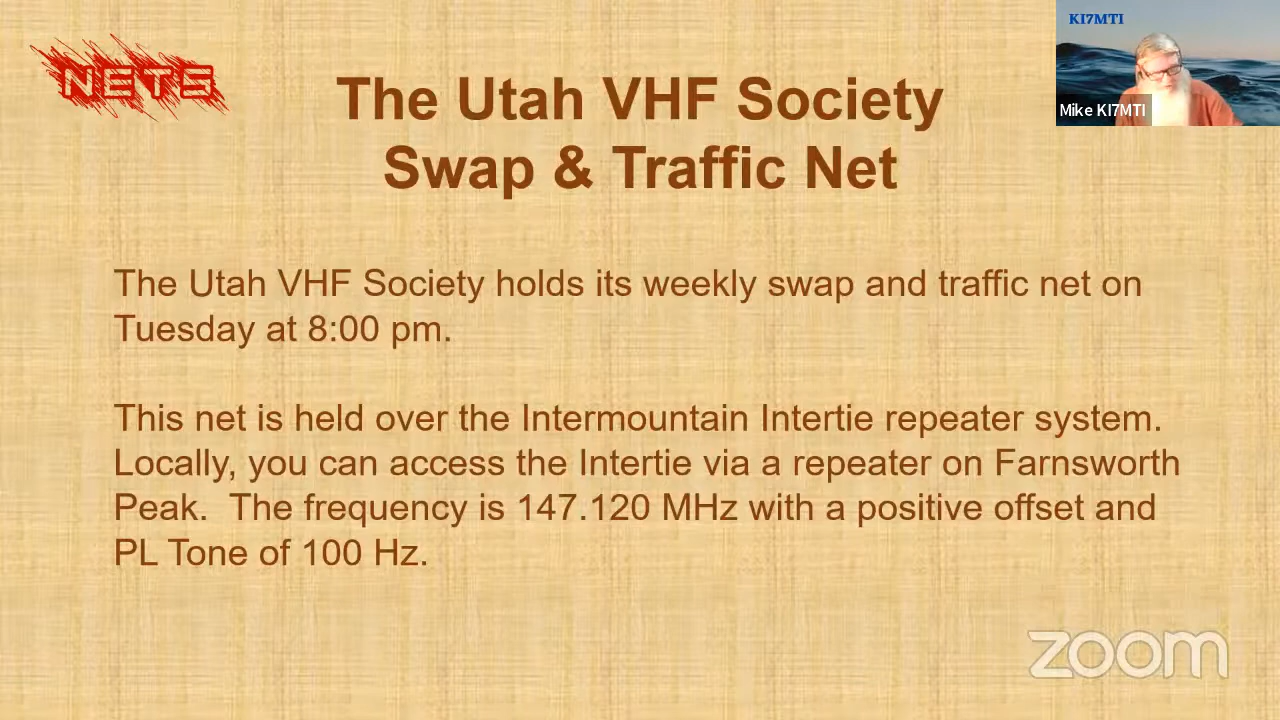 NETS
The Utah VHF Society
Swap & Traffic Net
KI7MTI
Mike KI7MTI
The Utah VHF Society holds its weekly swap and traffic net on
Tuesday at 8:00 pm.
This net is held over the Intermountain Intertie repeater system.
Locally, you can access the Intertie via a repeater on Farnsworth
Peak.  The frequency is 147.120 MHz with a positive offset and
PL Tone of 100 Hz.
zoom